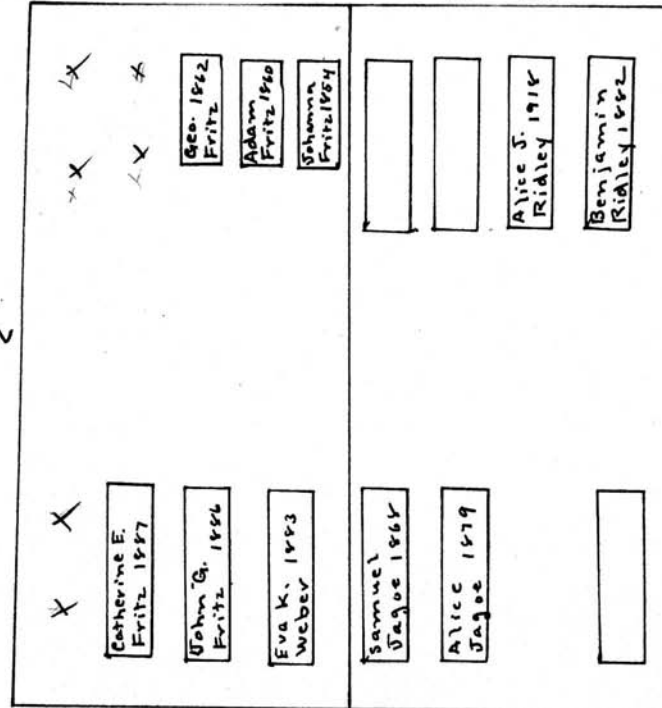 Catherine E.
Fritz 1887
John G.
Fritz 1886
Eva K. 1883
Weber
Geo. 1862
Fritz
Adam
Fritz 1860
Johanna
Fritz 1854
Samuel
Jagoe 1868
Alice
Jagoe 1879
Alice J. 1918
Ridley
Benjamin
Ridley 1882